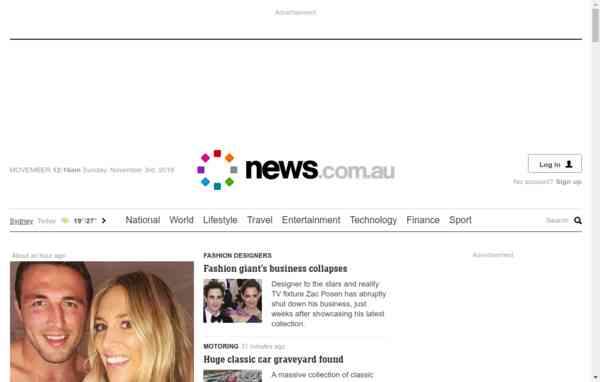 Advertisement
MOVEMBER 12:16am Sunday, November 3rd, 2019
news.com.au
Log in
No account? Sign up
Sydney Today 19°/27° >
National World Lifestyle Travel Entertainment Technology Finance Sport
Search
About an hour ago
FASHION DESIGNERS
Fashion giant's business collapses
Designer to the stars and reality
TV fixture Zac Posen has abruptly
shut down his business, just
weeks after showcasing his latest
collection.
MOTORING 31 minutes ago
Huge classic car graveyard found
A massive collection of classic
Advertisement